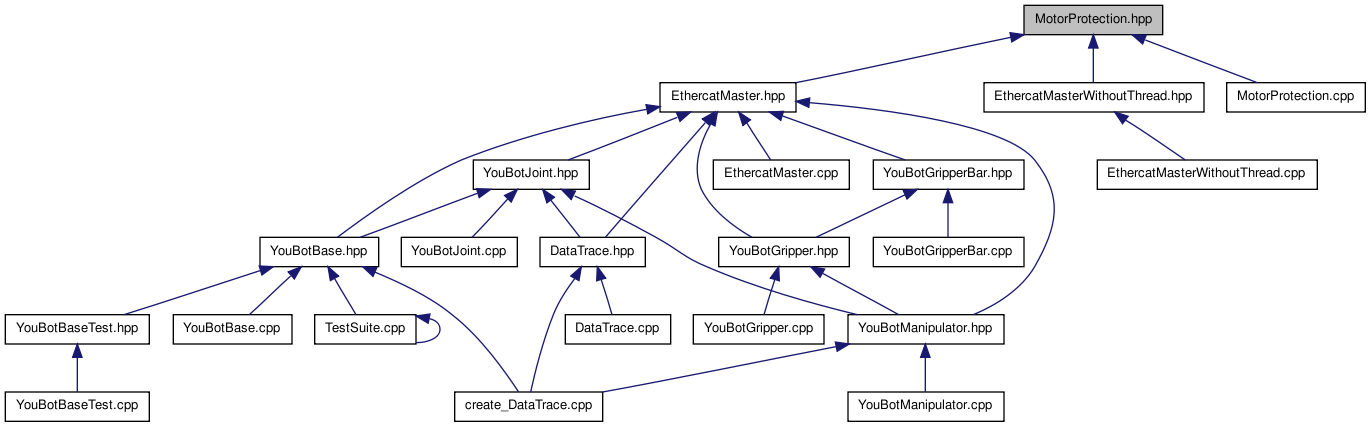 MotorProtection.hpp
EthercatMaster.hpp
EthercatMasterWithoutThread.hpp
MotorProtection.cpp
YouBotJoint.hpp
EthercatMaster.cpp
YouBotGripperBar.hpp
EthercatMasterWithoutThread.cpp
YouBotBase.hpp
YouBotJoint.cpp
DataTrace.hpp
YouBotGripper.hpp
YouBotGripperBar.cpp
YouBotBaseTest.hpp
YouBotBase.cpp
TestSuite.cpp
DataTrace.cpp
YouBotGripper.cpp
YouBotManipulator.hpp
YouBotBaseTest.cpp
create_DataTrace.cpp
YouBotManipulator.cpp